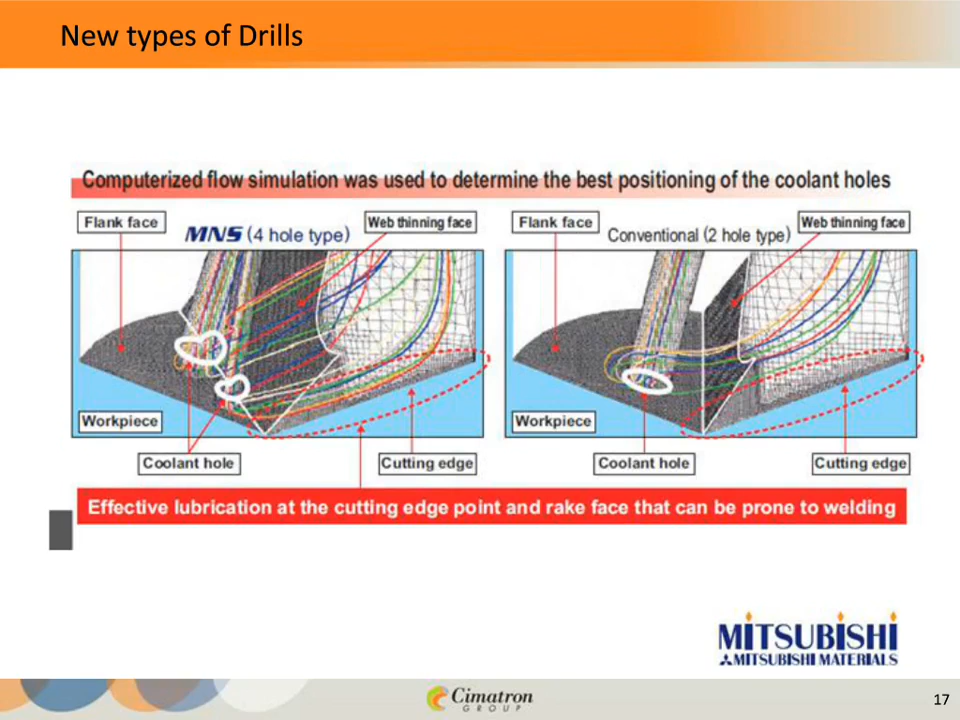 New types of Drills
Computerized flow simulation was used to determine the best positioning of the coolant holes
Flank face
MNS (4 hole type)
Web thinning face
Workpiece
Coolant hole
Cutting edge
Flank face
Conventional (2 hole type)
Web thinning face
Workpiece
Coolant hole
Cutting edge
Effective lubrication at the cutting edge point and rake face that can be prone to welding
MITSUBISHI
MITSUBISHI MATERIALS
Cimatron
GROUP
17